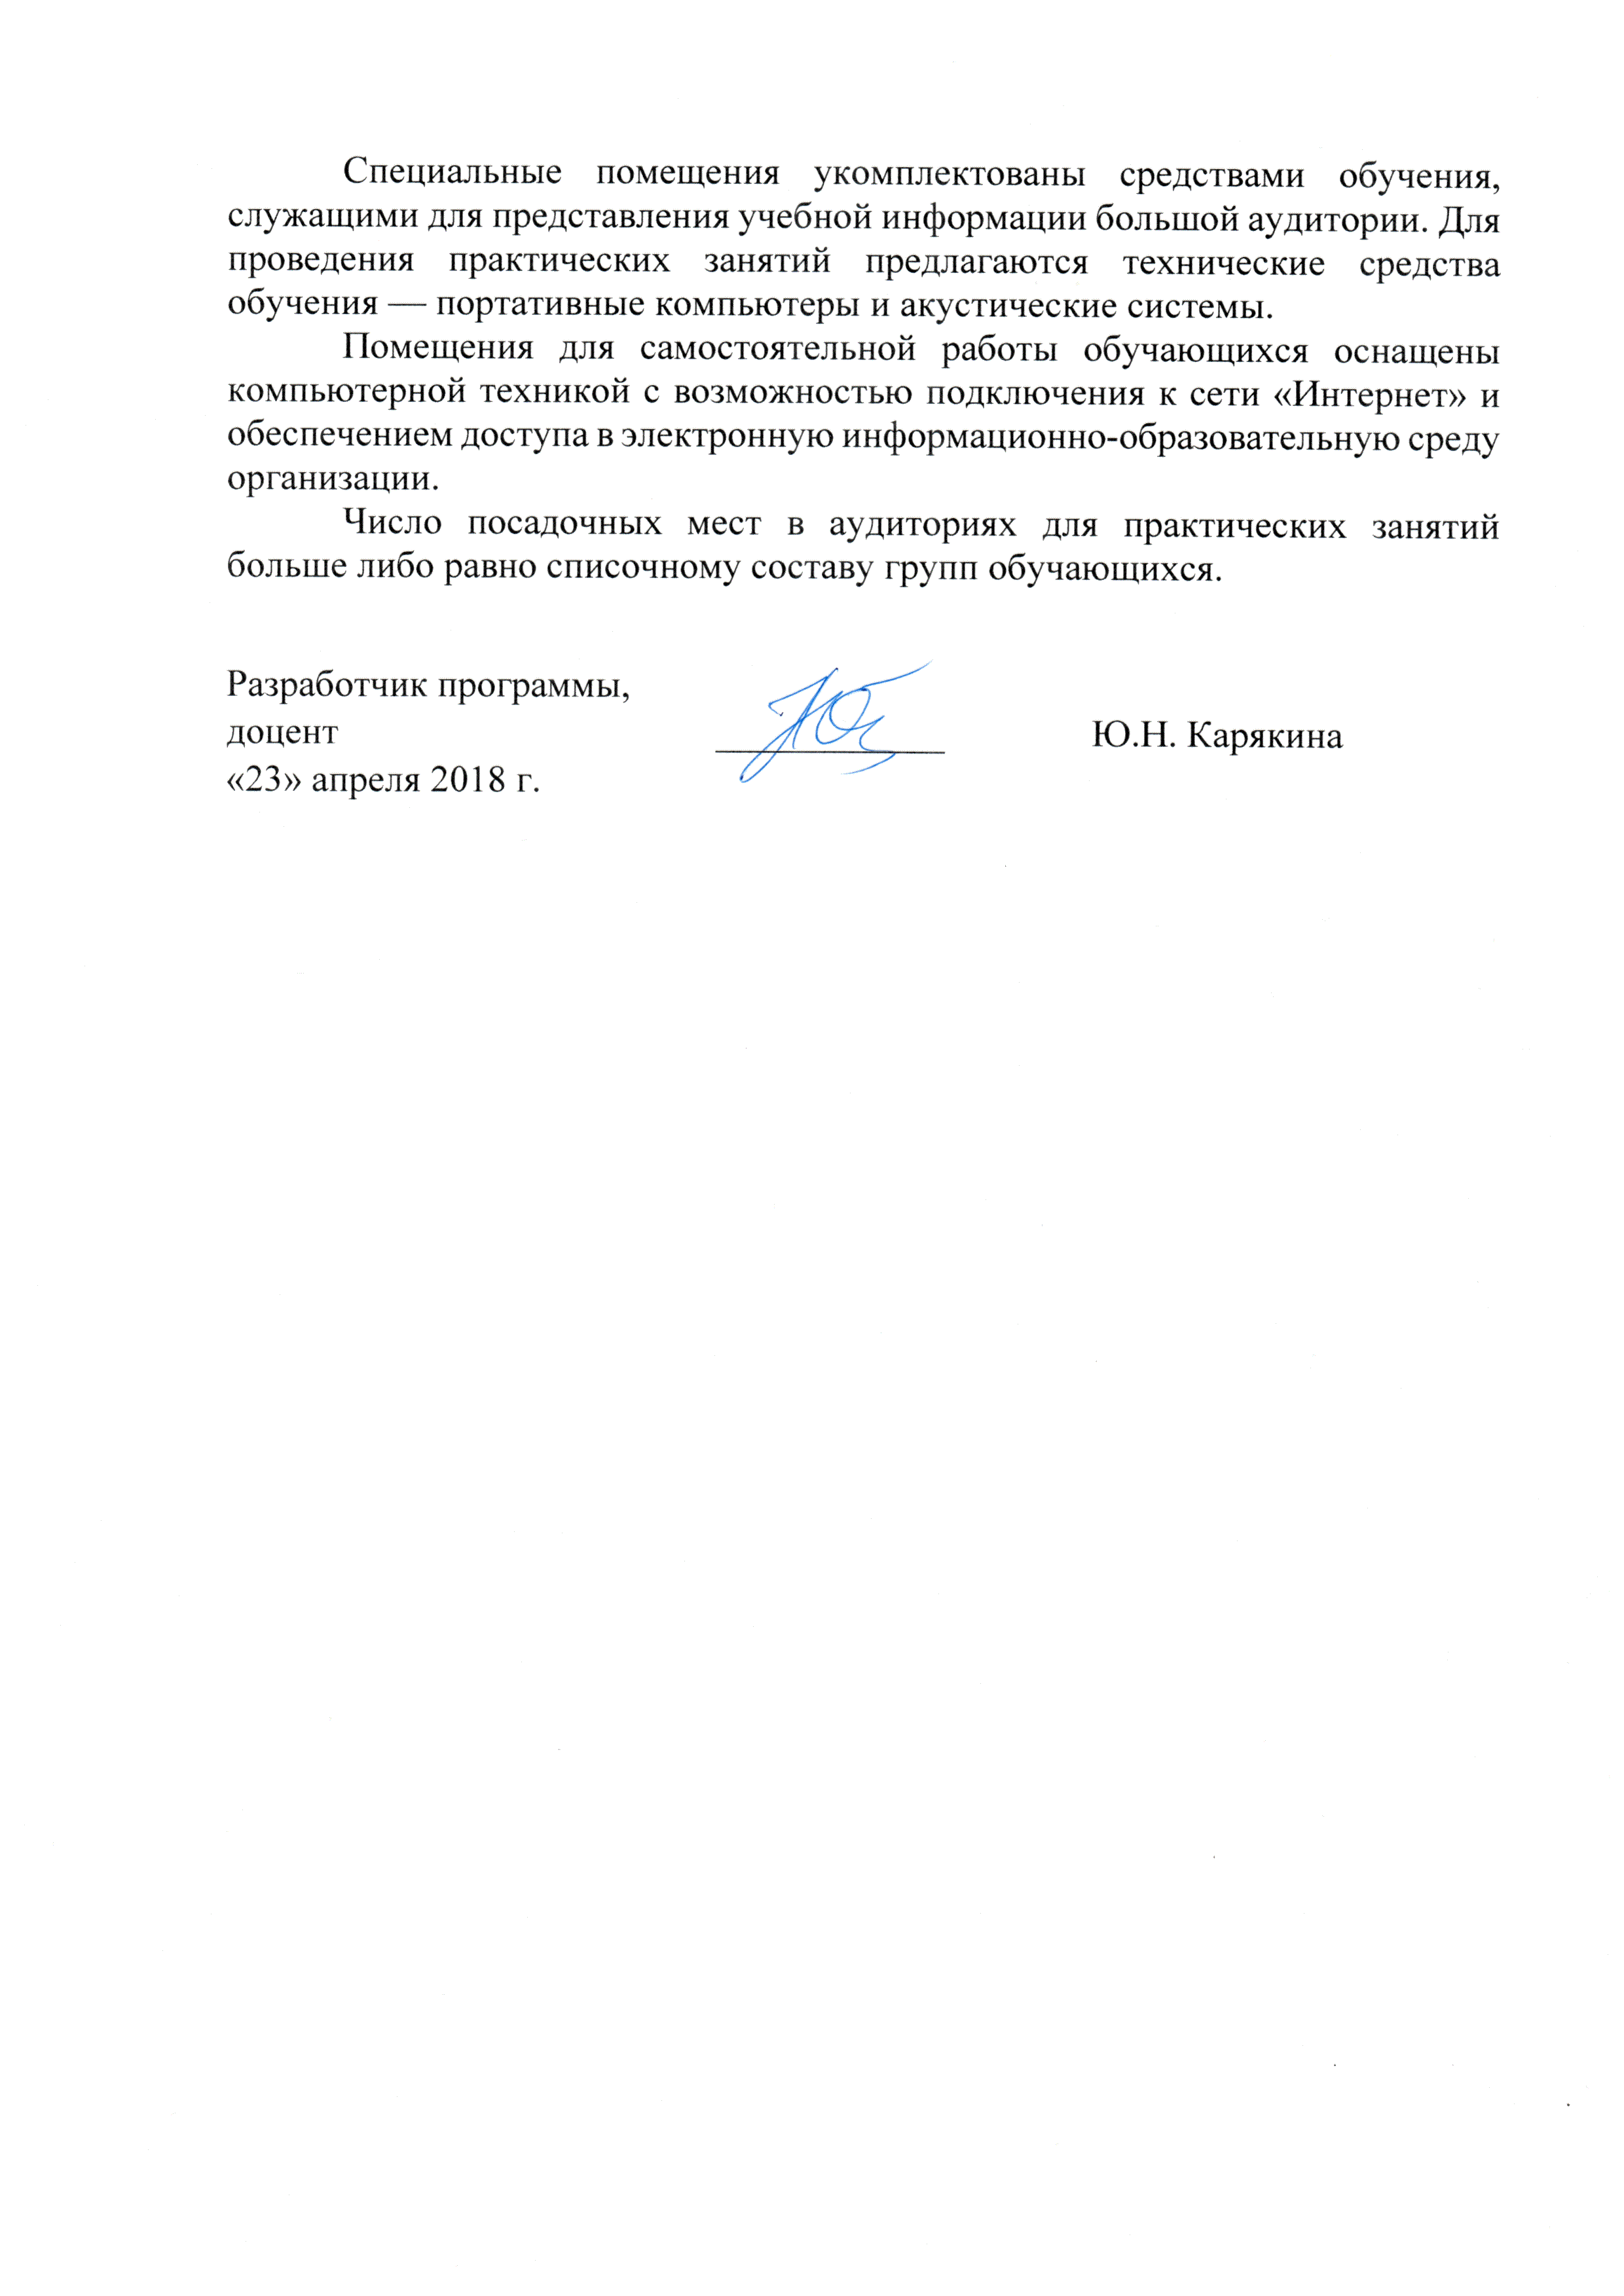 Специальные помещения укомплектованы средствами обучения,
служащими для представления учебной информации большой аудитории. Для
проведения практических занятий предлагаются технические средства
обучения — портативные компьютеры и акустические системы.
Помещения для самостоятельной работы обучающихся оснащены
компьютерной техникой с возможностью подключения к сети «Интернет» и
обеспечением доступа в электронную информационно-образовательную среду
организации.
Число посадочных мест в аудиториях для практических занятий
больше либо равно списочному составу групп обучающихся.
Разработчик программы,
доцент Ю.Н. Карякина
«23» апреля 2018 г.